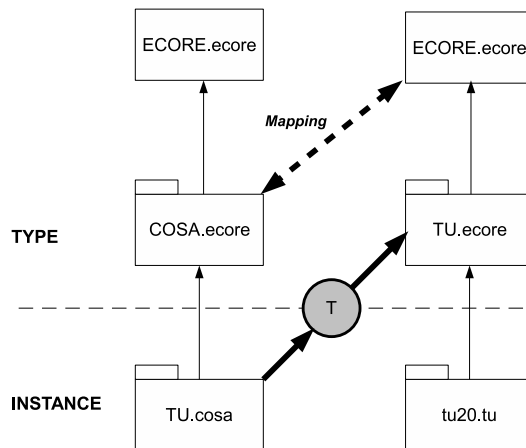 ECORE.ecore
ECORE.ecore
Mapping
COSA.ecore
TU.ecore
TYPE
T
INSTANCE
TU.cosa
tu20.tu